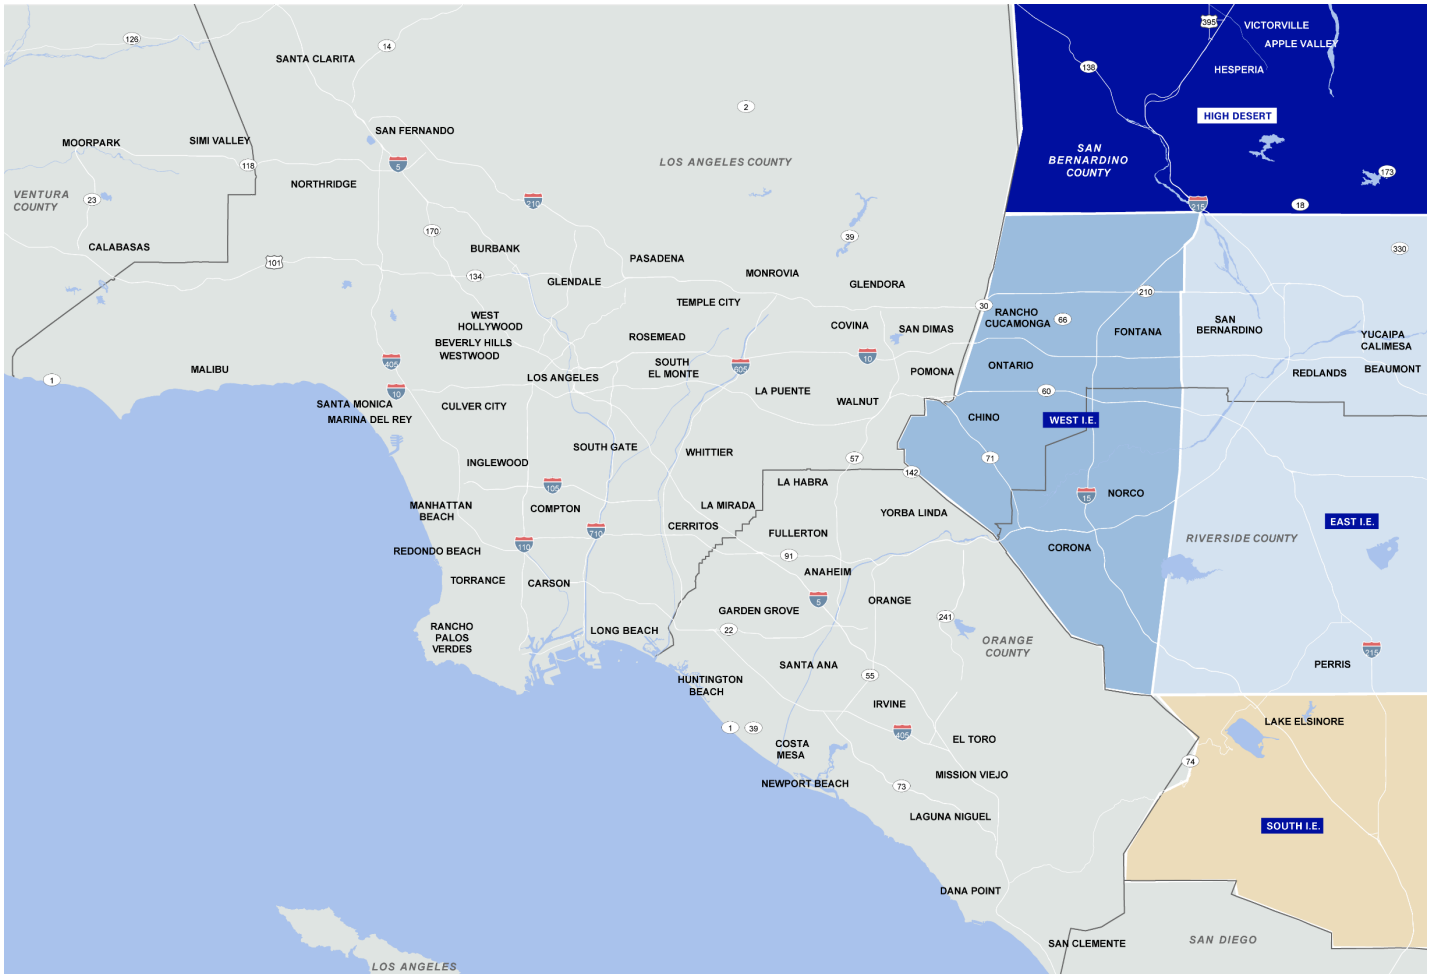 126
14
SANTA CLARITA
2
395
VICTORVILLE
APPLE VALLEY
138
HESPERIA
HIGH DESERT
SAN FERNANDO
MOORPARK
SIMI VALLEY
118
5
LOS ANGELES COUNTY
SAN
BERNARDINO
COUNTY
173
NORTHRIDGE
VENTURA
COUNTY
23
210
215
18
170
39
CALABASAS
BURBANK
330
101
134
PASADENA
MONROVIA
GLENDALE
GLENDORA
210
TEMPLE CITY
30
RANCHO
CUCAMONGA
66
WEST
HOLLYWOOD
COVINA
SAN DIMAS
FONTANA
SAN
BERNARDINO
BEVERLY HILLS
WESTWOOD
ROSEMEAD
YUCAIPA
CALIMESA
405
SOUTH
EL MONTE
605
10
POMONA
ONTARIO
REDLANDS
BEAUMONT
MALIBU
1
LOS ANGELES
10
LA PUENTE
60
SANTA MONICA
CULVER CITY
WALNUT
MARINA DEL REY
CHINO
WEST I.E.
SOUTH GATE
WHITTIER
57
71
INGLEWOOD
142
105
LA HABRA
15
NORCO
MANHATTAN
BEACH
COMPTON
LA MIRADA
YORBA LINDA
CERRITOS
710
FULLERTON
EAST I.E.
110
RIVERSIDE COUNTY
REDONDO BEACH
91
CORONA
TORRANCE
CARSON
ANAHEIM
5
ORANGE
GARDEN GROVE
241
RANCHO
PALOS
VERDES
LONG BEACH
22
ORANGE
COUNTY
215
SANTA ANA
PERRIS
55
HUNTINGTON
BEACH
IRVINE
1
39
405
LAKE ELSINORE
COSTA
MESA
EL TORO
74
NEWPORT BEACH
73
MISSION VIEJO
LAGUNA NIGUEL
SOUTH I.E.
DANA POINT
SAN CLEMENTE
SAN DIEGO
LOS ANGELES